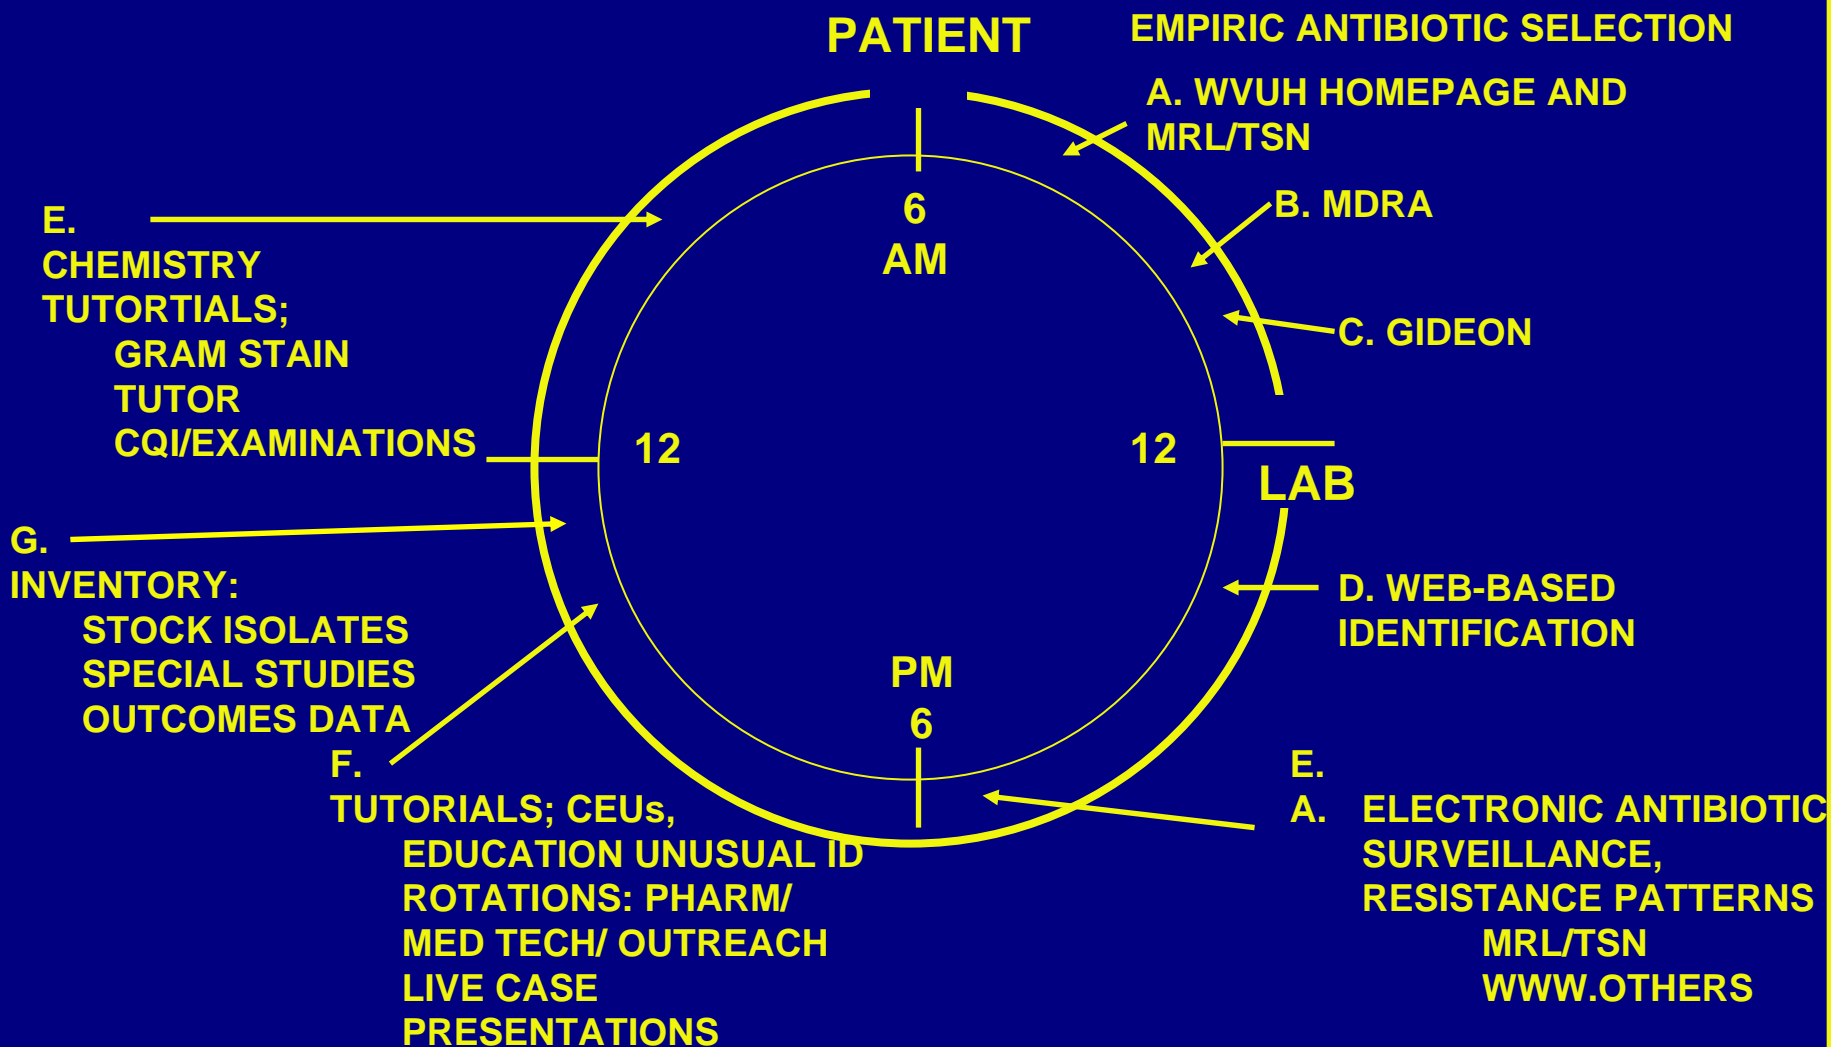 PATIENT
EMPIRIC ANTIBIOTIC SELECTION
A. WVUH HOMEPAGE AND
MRL/TSN
B. MDRA
C. GIDEON
6
AM
12
12
LAB
PM
6
D. WEB-BASED
IDENTIFICATION
E.
A. ELECTRONIC ANTIBIOTIC
SURVEILLANCE,
RESISTANCE PATTERNS
MRL/TSN
WWW.OTHERS
F.
TUTORIALS; CEUs,
EDUCATION UNUSUAL ID
ROTATIONS: PHARM/
MED TECH/ OUTREACH
LIVE CASE
PRESENTATIONS
G.
INVENTORY:
STOCK ISOLATES
SPECIAL STUDIES
OUTCOMES DATA
E.
CHEMISTRY
TUTORTIALS;
GRAM STAIN
TUTOR
CQI/EXAMINATIONS